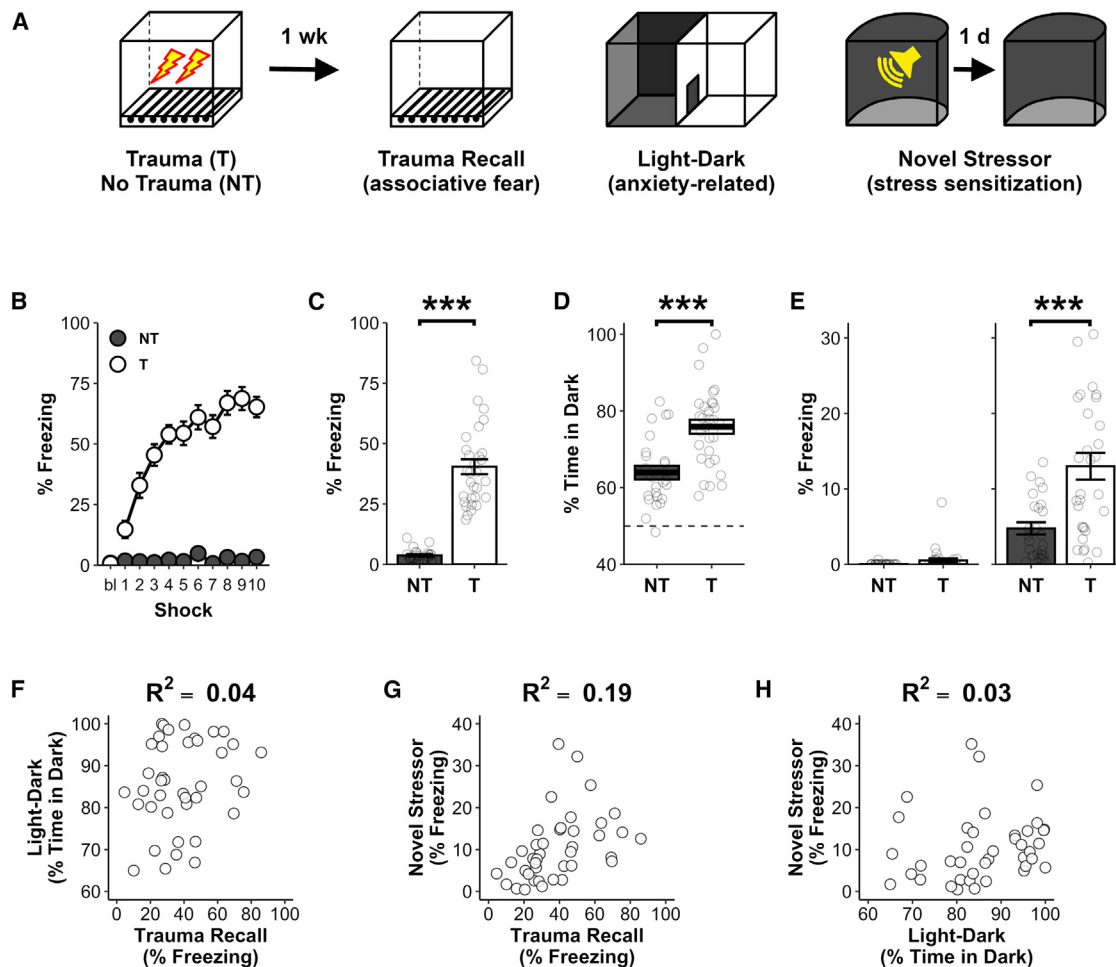 A
1 wk
1 d
Trauma (T)
No Trauma (NT)
Trauma Recall
(associative fear)
Light-Dark
(anxiety-related)
Novel Stressor
(stress sensitization)
B
% Freezing
100
75
50
25
0
NT
T
bl 1 2 3 4 5 6 7 8 9 10
Shock
C
% Freezing
100
75
50
25
0
***
NT T
D
% Time in Dark
100
80
60
40
***
NT T
E
% Freezing
30
20
10
0
***
NT T
NT T
F
R² = 0.04
Light-Dark
(% Time in Dark)
100
90
80
70
60
0 20 40 60 80 100
Trauma Recall
(% Freezing)
G
R² = 0.19
Novel Stressor
(% Freezing)
40
30
20
10
0
0 20 40 60 80 100
Trauma Recall
(% Freezing)
H
R² = 0.03
Novel Stressor
(% Freezing)
40
30
20
10
0
60 70 80 90 100
Light-Dark
(% Time in Dark)